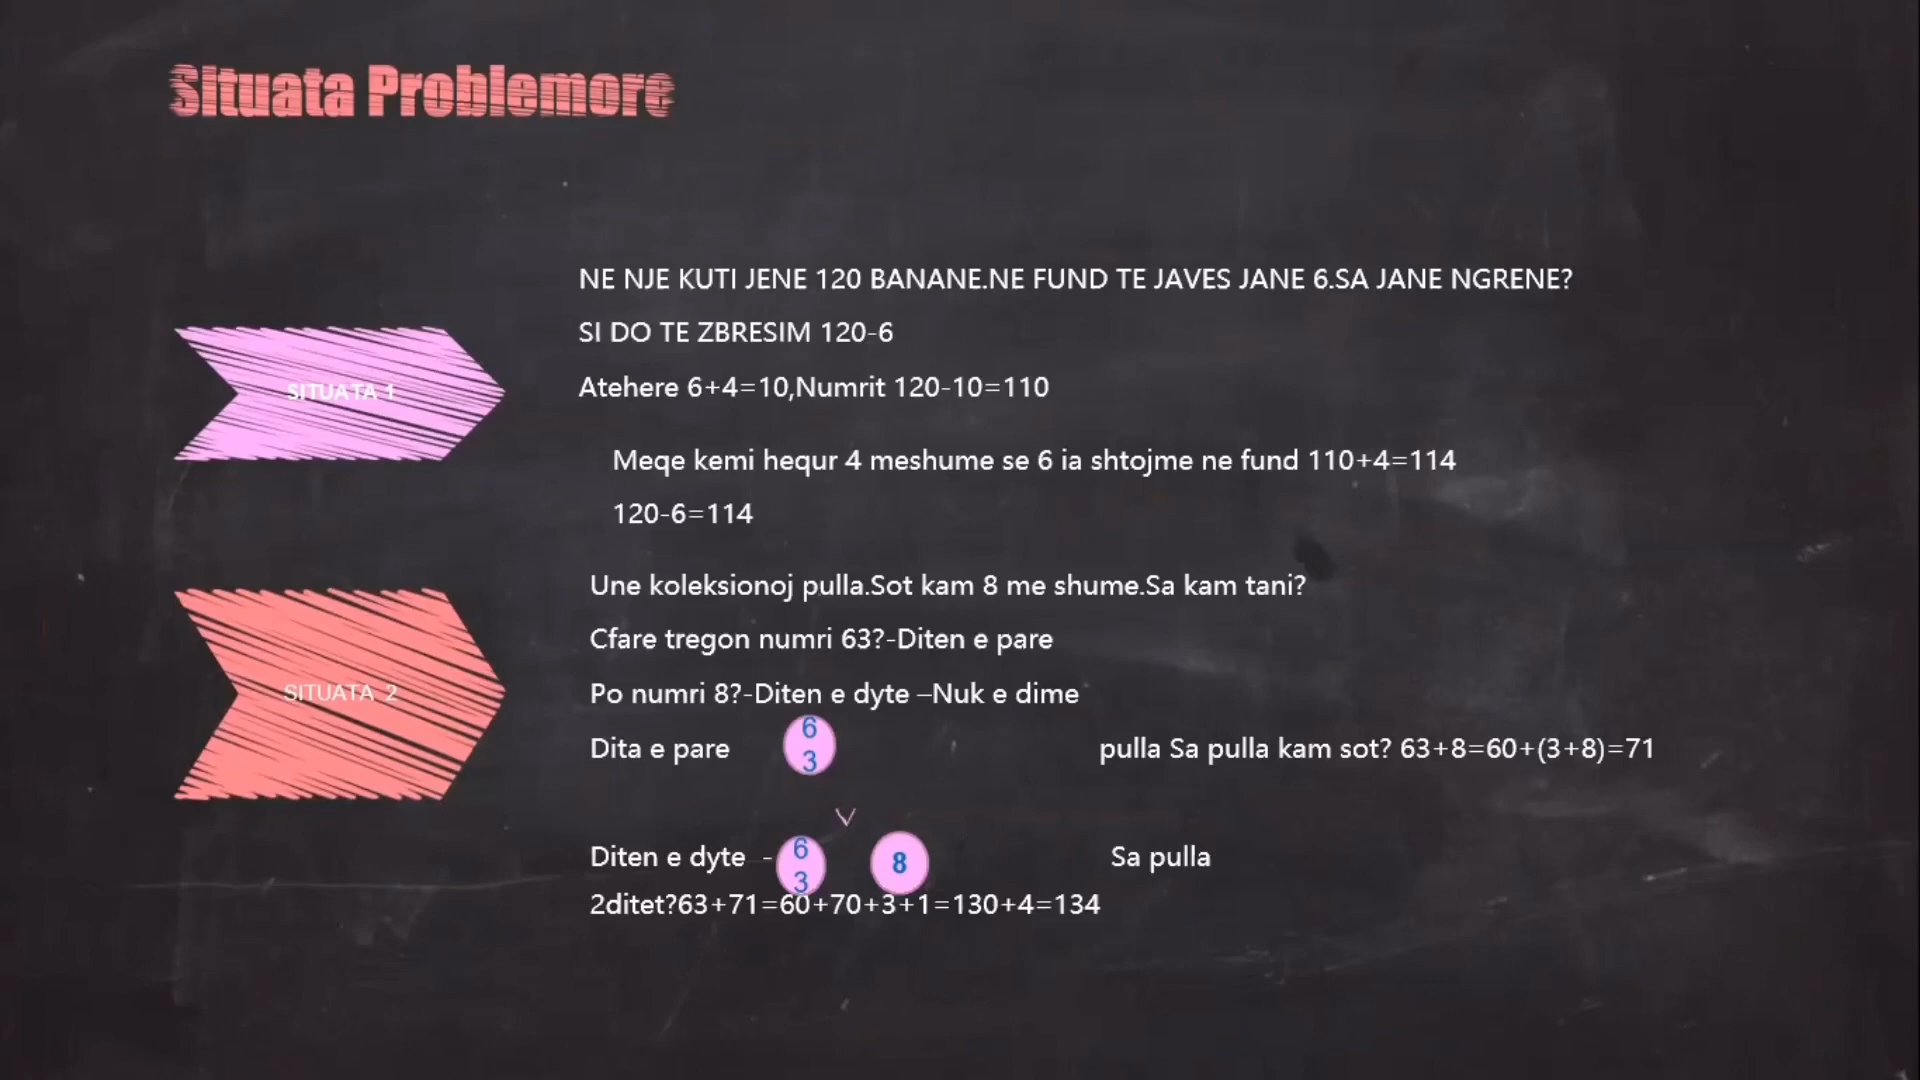 Situata Problemore
NE NJE KUTI JENE 120 BANANE.NE FUND TE JAVES JANE 6.SA JANE NGRENE?
SI DO TE ZBRESIM 120-6
SITUATA 1
Atehere 6+4=10,Numrit 120-10=110
Meqe kemi hequr 4 meshume se 6 ia shtojme ne fund 110+4=114
120-6=114
Une koleksionoj pulla.Sot kam 8 me shume.Sa kam tani?
Cfare tregon numri 63?-Diten e pare
SITUATA 2
Po numri 8?-Diten e dyte –Nuk e dime
Dita e pare 63 pulla Sa pulla kam sot? 63+8=60+(3+8)=71
Diten e dyte - 63 8 Sa pulla
2ditet?63+71=60+70+3+1=130+4=134